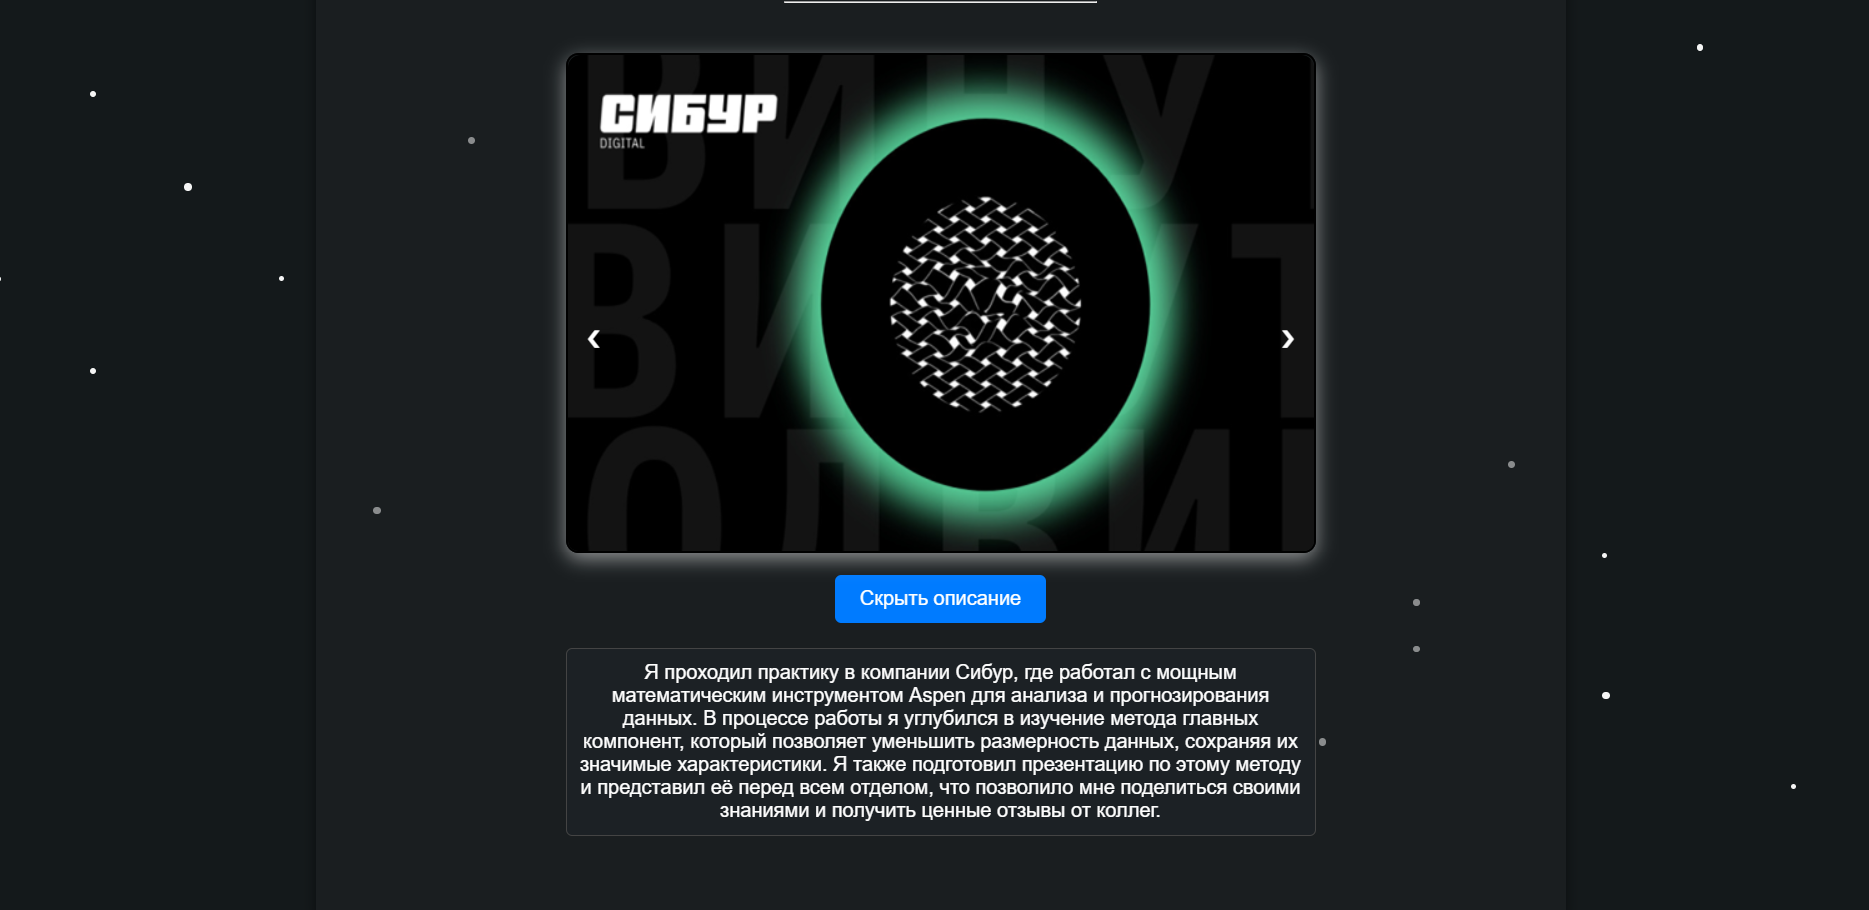 СИБУР
DIGITAL
Скрыть описание
Я проходил практику в компании Сибур, где работал с мощным
математическим инструментом Aspen для анализа и прогнозирования
данных. В процессе работы я углубился в изучение метода главных
компонент, который позволяет уменьшить размерность данных, сохраняя их
значимые характеристики. Я также подготовил презентацию по этому методу
и представил её перед всем отделом, что позволило мне поделиться своими
знаниями и получить ценные отзывы от коллег.